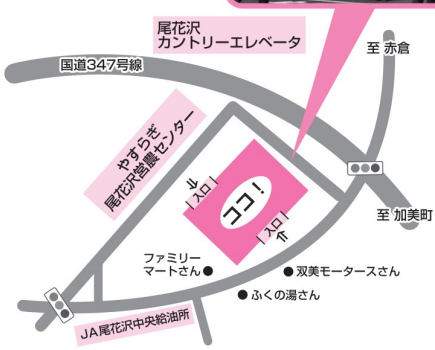 尾花沢
カントリーエレベータ
至 赤倉
国道347号線
やすらぎ
尾花沢営農センター
入口
ココ！
入口
至 加美町
ファミリー
マートさん
双美モータースさん
ふくの湯さん
JA尾花沢中央給油所